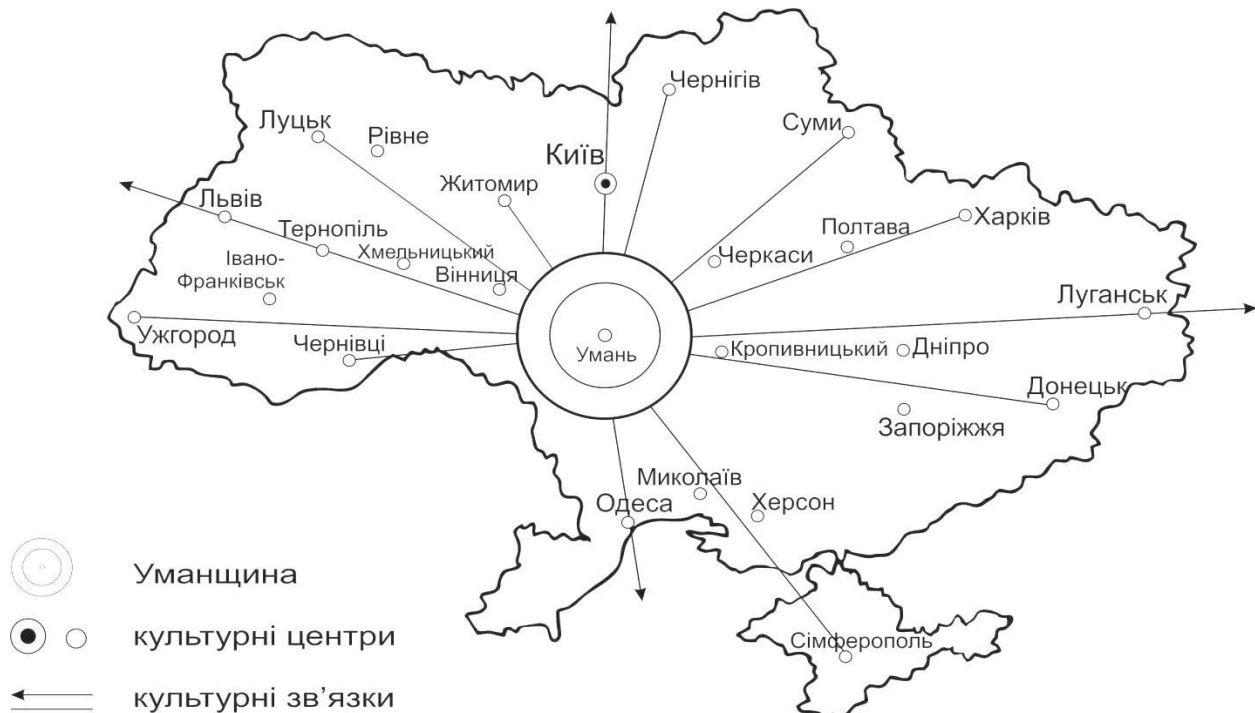 Чернігів
Луцьк
Рівне
Суми
Київ
Житомир
Львів
Тернопіль
Хмельницький
Вінниця
Івано-
Франківськ
Полтава
Харків
Черкаси
Луганськ
Ужгород
Чернівці
Умань
Кропивницький
Дніпро
Донецьк
Запоріжжя
Миколаїв
Одеса
Херсон
Сімферополь
Уманщина
культурні центри
культурні зв’язки